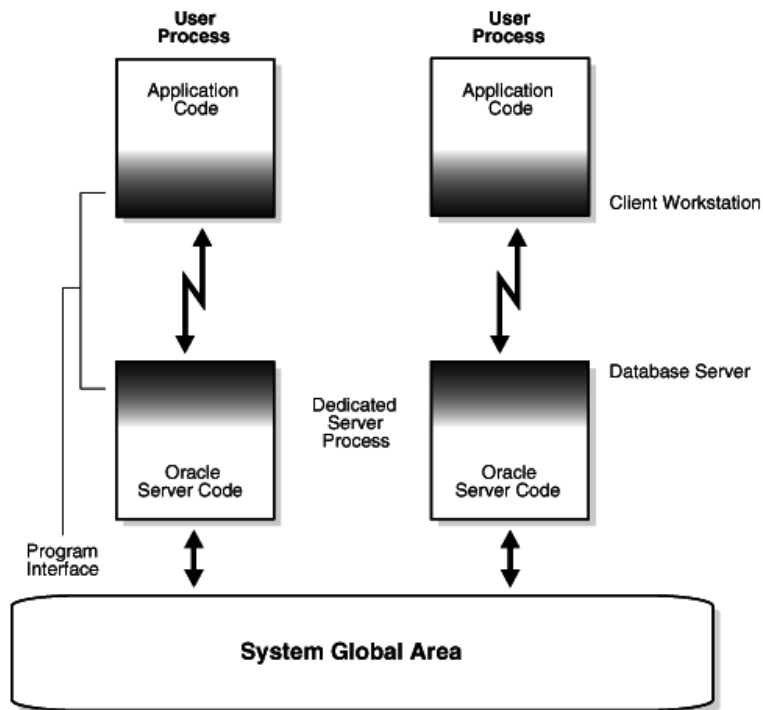 User
Process
User
Process
Application
Code
Application
Code
Client Workstation
Database Server
Dedicated
Server
Process
Oracle
Server Code
Oracle
Server Code
Program
Interface
System Global Area